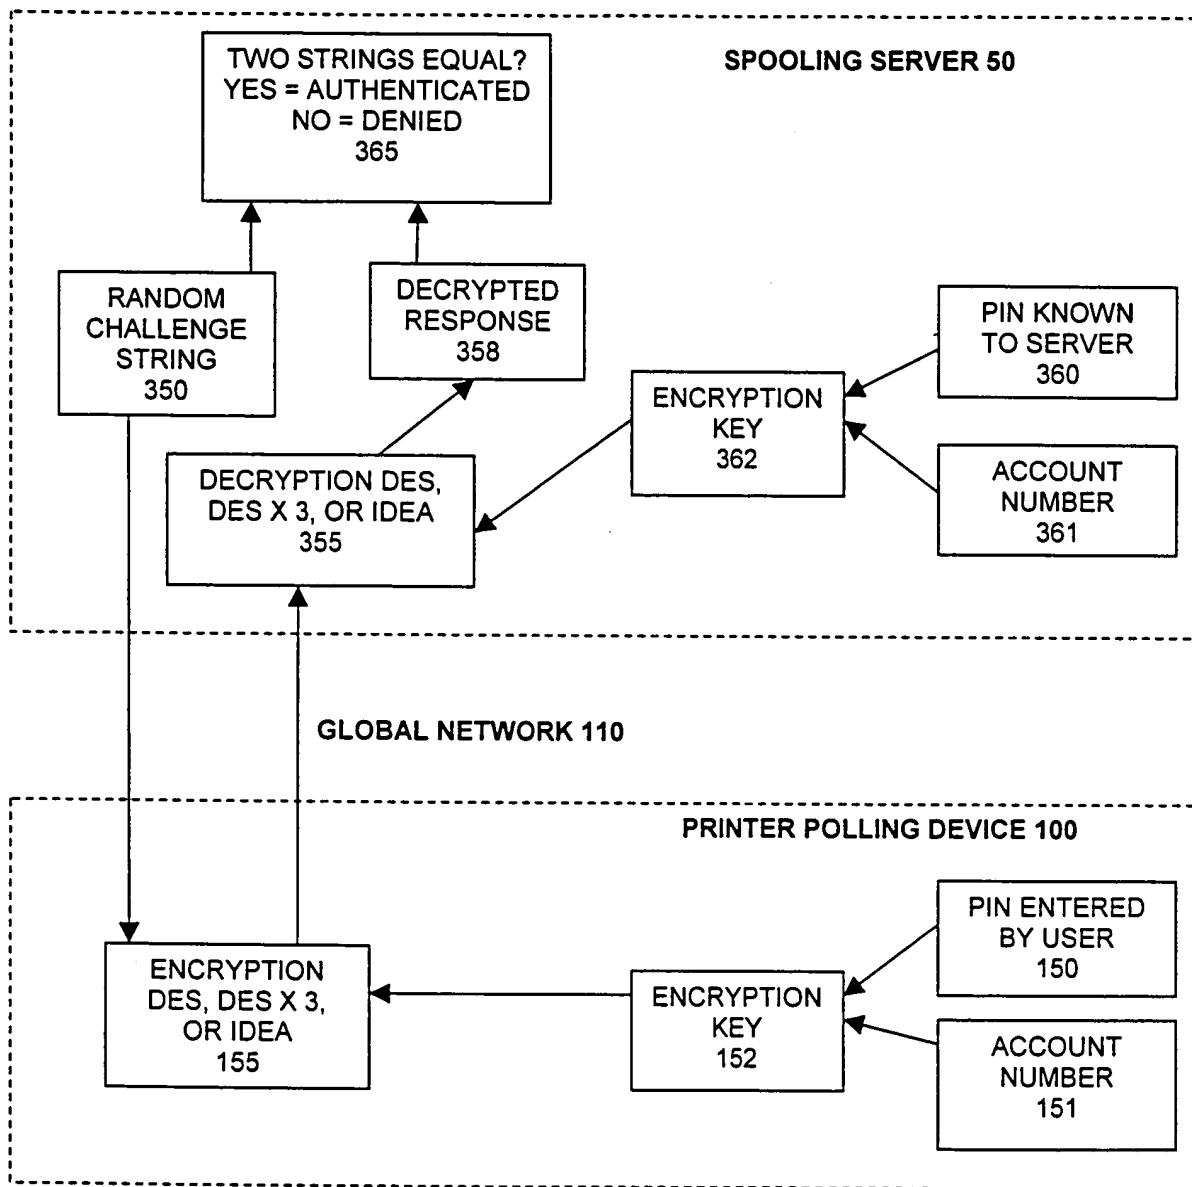 SPOOLING SERVER 50
TWO STRINGS EQUAL?
YES = AUTHENTICATED
NO = DENIED
365
RANDOM
CHALLENGE
STRING
350
DECRYPTED
RESPONSE
358
PIN KNOWN
TO SERVER
360
ENCRYPTION
KEY
362
ACCOUNT
NUMBER
361
DECRYPTION DES,
DES X 3, OR IDEA
355
GLOBAL NETWORK 110
PRINTER POLLING DEVICE 100
PIN ENTERED
BY USER
150
ENCRYPTION
DES, DES X 3,
OR IDEA
155
ENCRYPTION
KEY
152
ACCOUNT
NUMBER
151